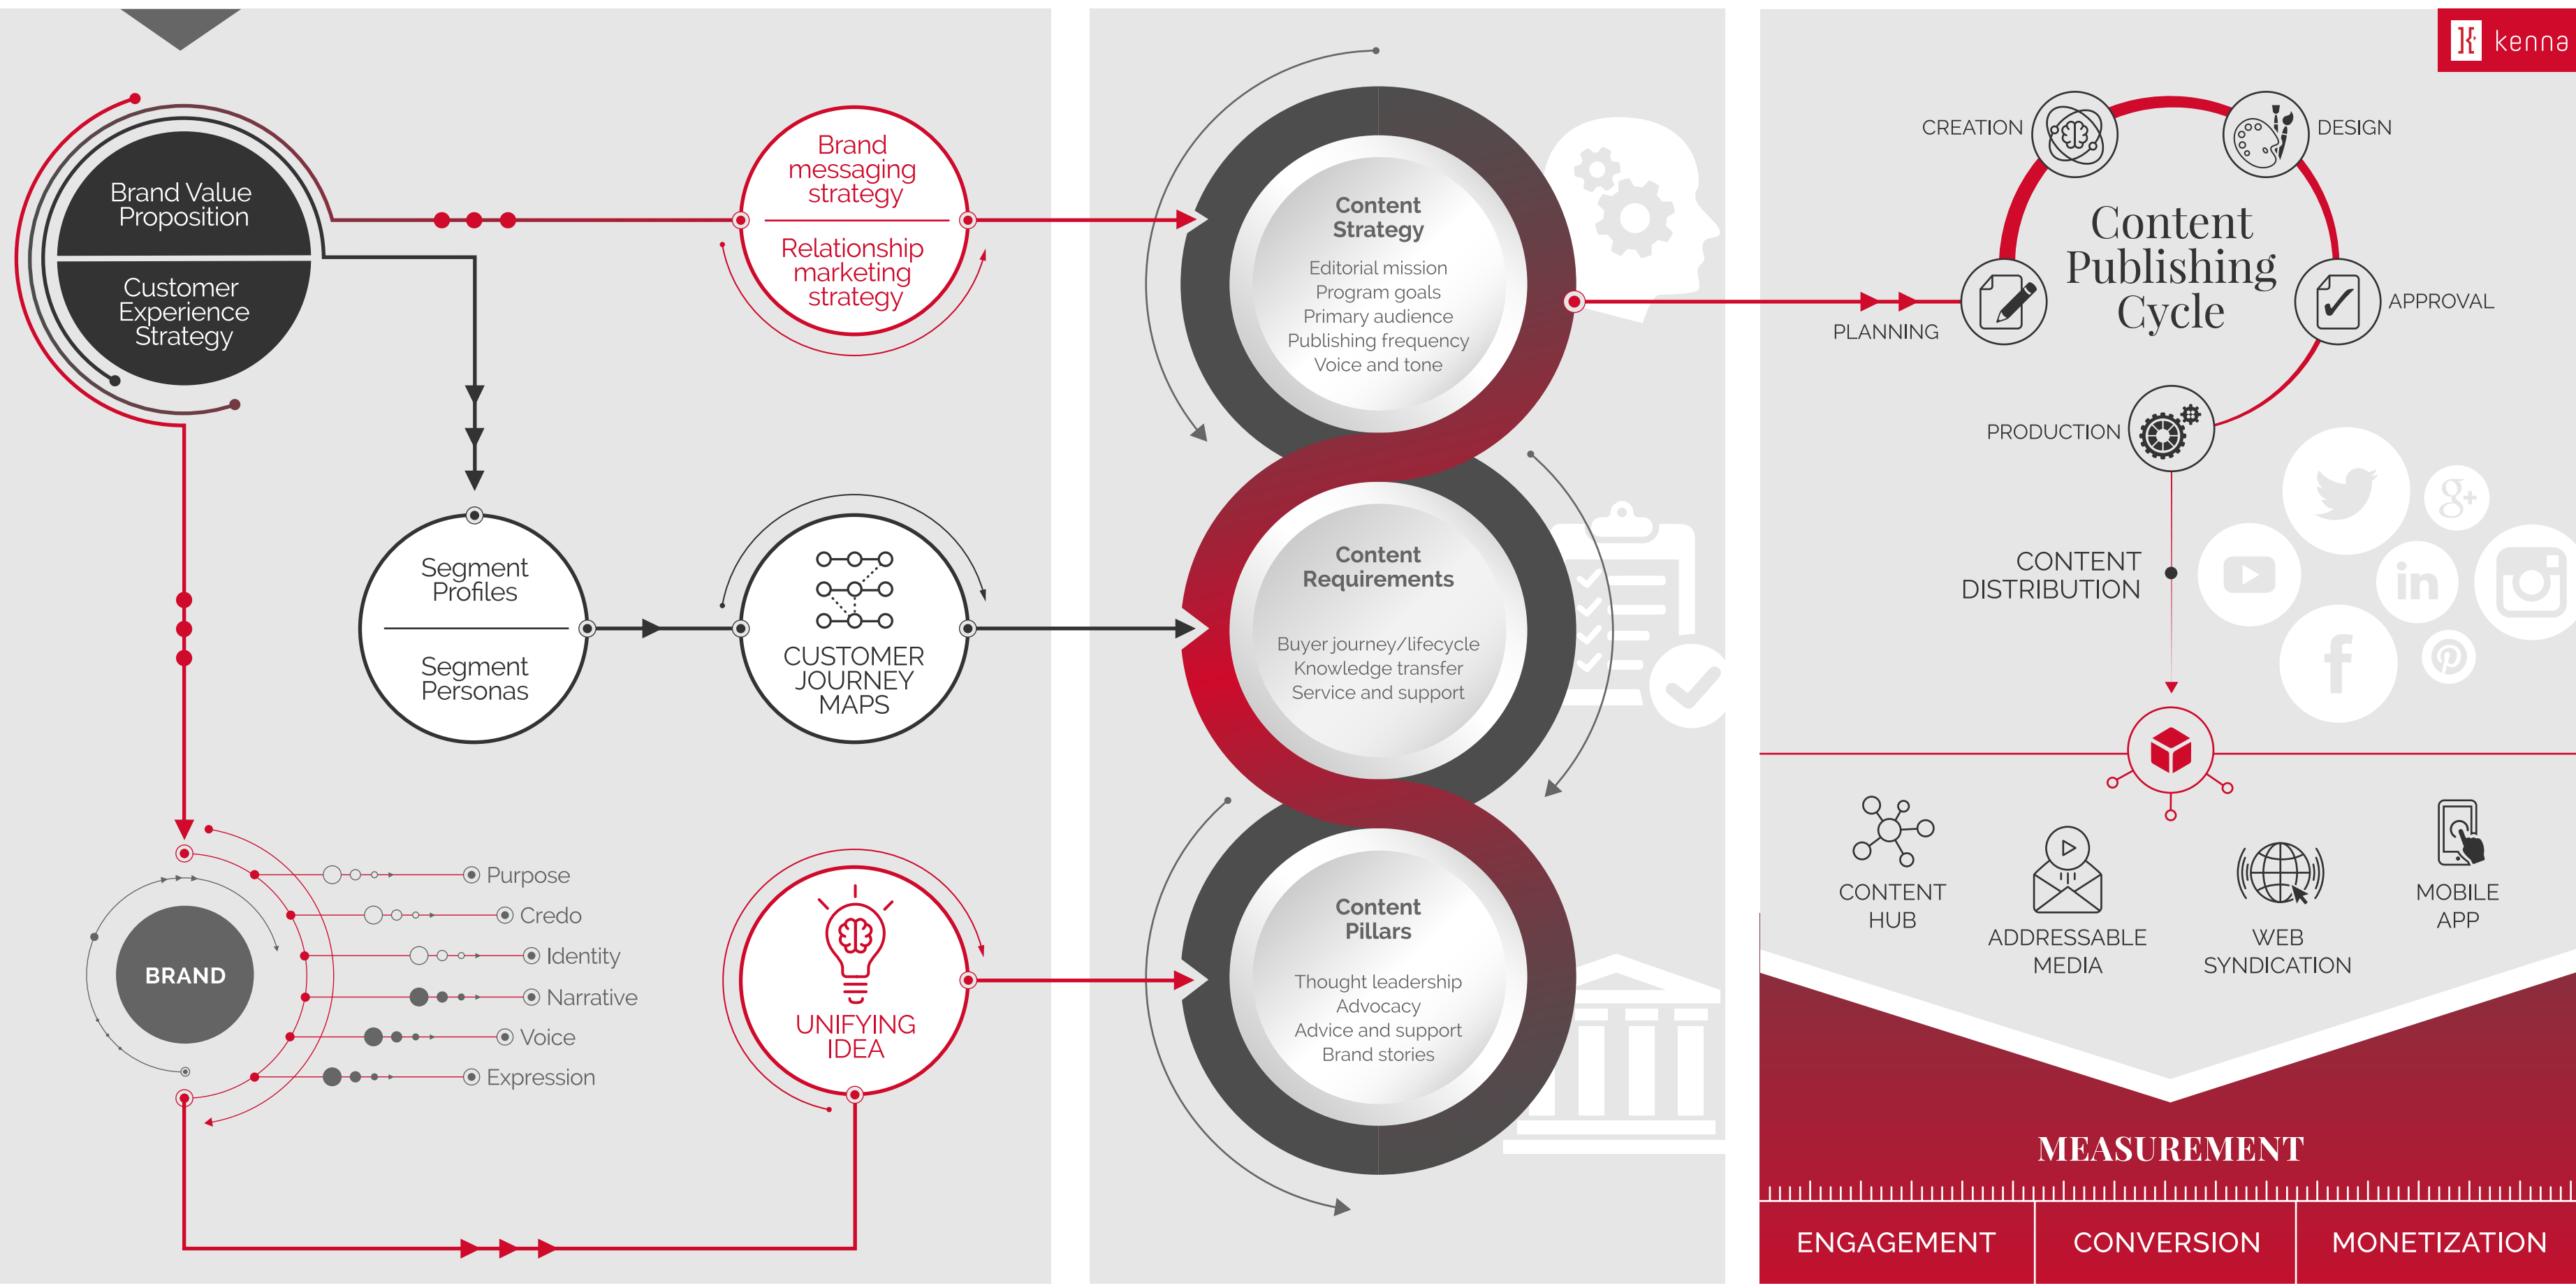 kenna
Brand Value
Proposition
Customer
Experience
Strategy
Brand
messaging
strategy
Relationship
marketing
strategy
Segment
Profiles
Segment
Personas
CUSTOMER
JOURNEY
MAPS
BRAND
Purpose
Credo
Identity
Narrative
Voice
Expression
UNIFYING
IDEA
Content
Strategy
Editorial mission
Program goals
Primary audience
Publishing frequency
Voice and tone
Content
Requirements
Buyer journey/lifecycle
Knowledge transfer
Service and support
Content
Pillars
Thought leadership
Advocacy
Advice and support
Brand stories
Content
Publishing
Cycle
PLANNING
CREATION
DESIGN
APPROVAL
PRODUCTION
CONTENT
DISTRIBUTION
g+
in
f
CONTENT
HUB
ADDRESSABLE
MEDIA
WEB
SYNDICATION
MOBILE
APP
MEASUREMENT
ENGAGEMENT
CONVERSION
MONETIZATION